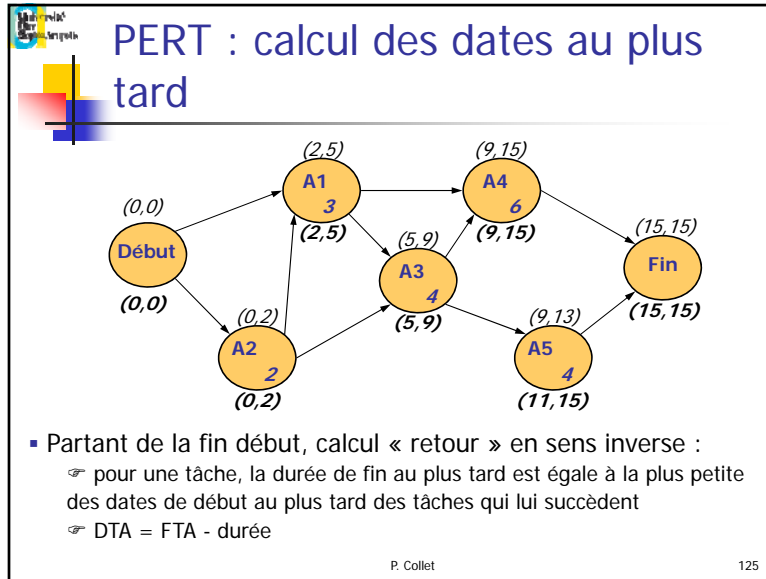 PERT : calcul des dates au plus
tard
(2,5)
(9,15)
A1
3
A4
6
(0,0)
(2,5)
(9,15)
(15,15)
(5,9)
Début
A3
4
Fin
(0,0)
(0,2)
(5,9)
(9,13)
(15,15)
A2
2
A5
4
(0,2)
(11,15)
▪ Partant de la fin début, calcul « retour » en sens inverse :
☞ pour une tâche, la durée de fin au plus tard est égale à la plus petite
des dates de début au plus tard des tâches qui lui succèdent
☞ DTA = FTA - durée
P. Collet
125